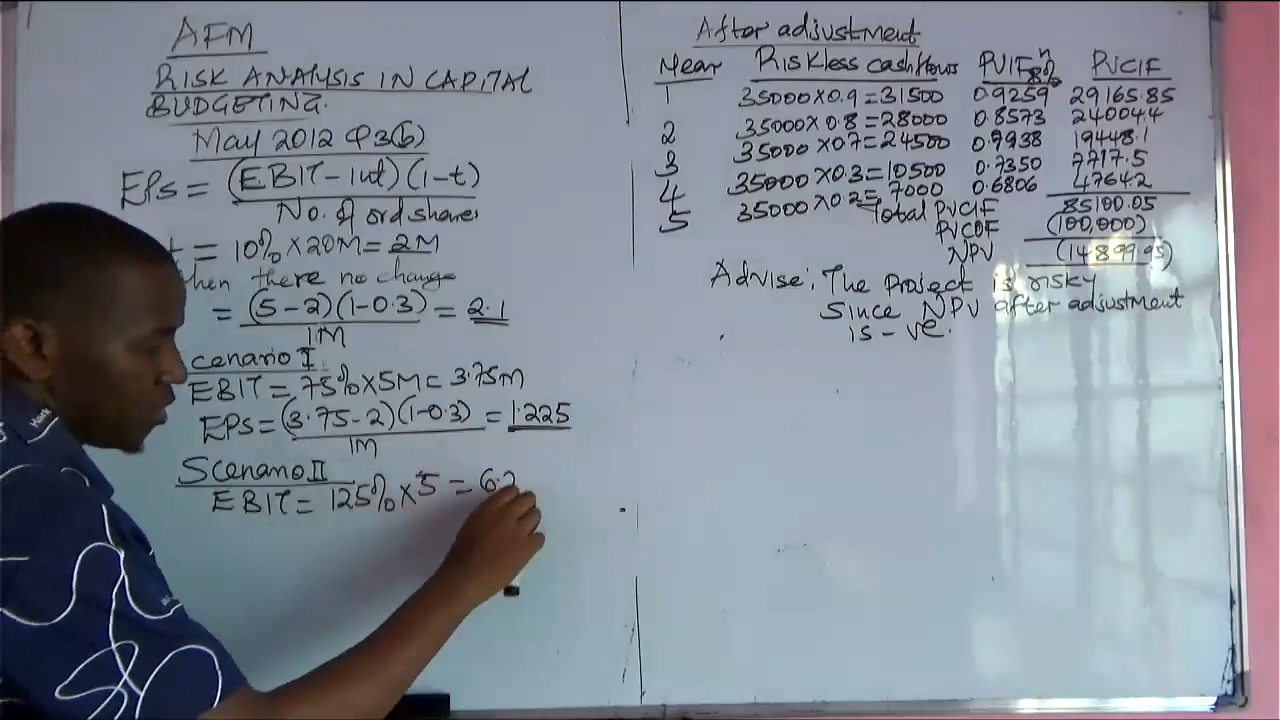 AFM
RISK ANALYSIS IN CAPITAL
BUDGETING.
May 2012 Q3(b)
EPS = (EBIT - Int)(1-t)
No. of ord shares
t = 10% X 20M = 2M
hen there no change
= (5-2)(1-0.3) = 2.1
1M
cenario I
EBIT = 75% X 5M = 3.75M
EPS = (3.75-2)(1-0.3) = 1.225
1M
Scenario II
EBIT = 125% X 5 = 6.2
After adjustment
Year Riskless cashflows PVIF n 8% PVCIF
1 35000 X 0.9 = 31500 0.9259 29165.85
2 35000 X 0.8 = 28000 0.8573 24004.4
3 35000 X 0.7 = 24500 0.7938 19448.1
4 35000 X 0.3 = 10500 0.7350 7717.5
5 35000 X 0.2 = 7000 0.6806 4764.2
Total PVCIF 85100.05
PVCOF (100,000)
NPV (14899.95)
Advise: The project is risky
Since NPV after adjustment
is -ve.